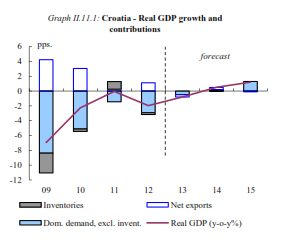 Graph II.11.1: Croatia - Real GDP growth and
contributions
pps.
forecast
6
4
2
0
-2
-4
-6
-8
-10
-12
09 10 11 12 13 14 15
Inventories Net exports
Dom. demand, excl. invent. Real GDP (y-o-y%)